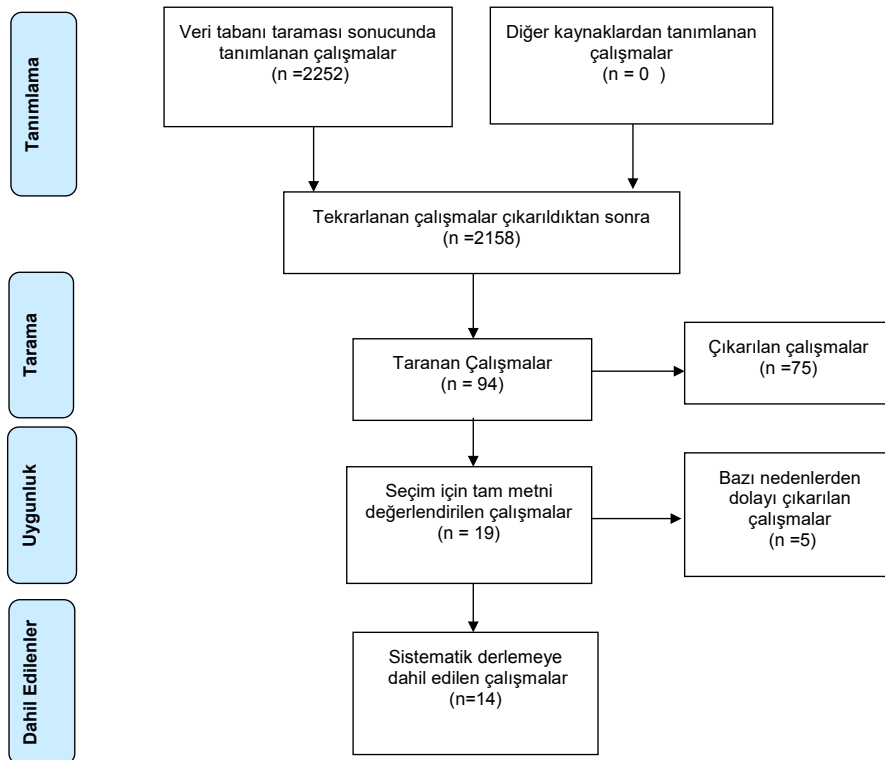 Tanımlama
Veri tabanı taraması sonucunda
tanımlanan çalışmalar
(n =2252)
Diğer kaynaklardan tanımlanan
çalışmalar
(n = 0  )
Tekrarlanan çalışmalar çıkarıldıktan sonra
(n =2158)
Tarama
Taranan Çalışmalar
(n = 94)
Çıkarılan çalışmalar
(n =75)
Uygunluk
Seçim için tam metni
değerlendirilen çalışmalar
(n = 19)
Bazı nedenlerden
dolayı çıkarılan
çalışmalar
(n =5)
Dahil Edilenler
Sistematik derlemeye
dahil edilen çalışmalar
(n=14)